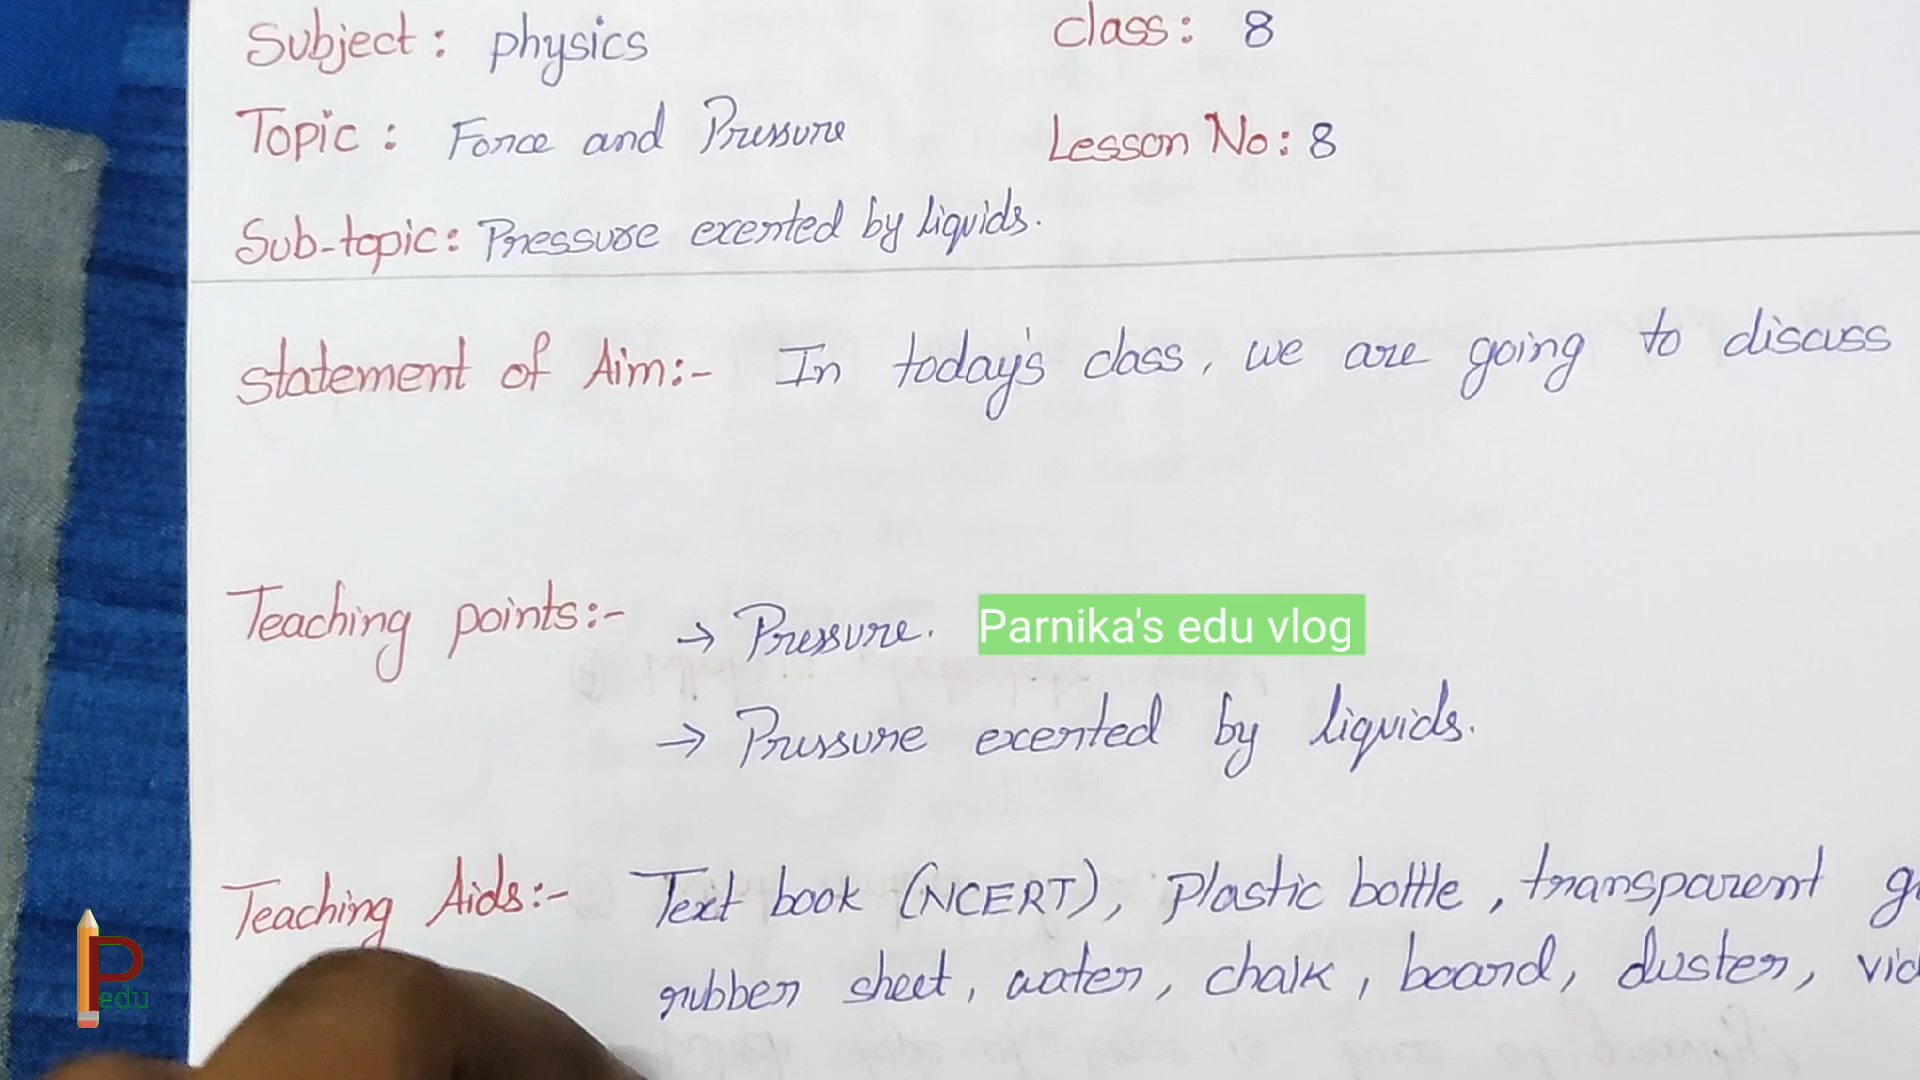 Subject: physics Class: 8
Topic: Force and Pressure Lesson No: 8
Sub-topic: Pressure exerted by liquids.
Statement of Aim:- In today's class, we are going to discuss
Teaching points:- → Pressure. Parnika's edu vlog
→ Pressure exerted by liquids.
Teaching Aids:- Text book (NCERT), Plastic bottle, transparent
rubber sheet, water, chalk, board, duster,
P
edu